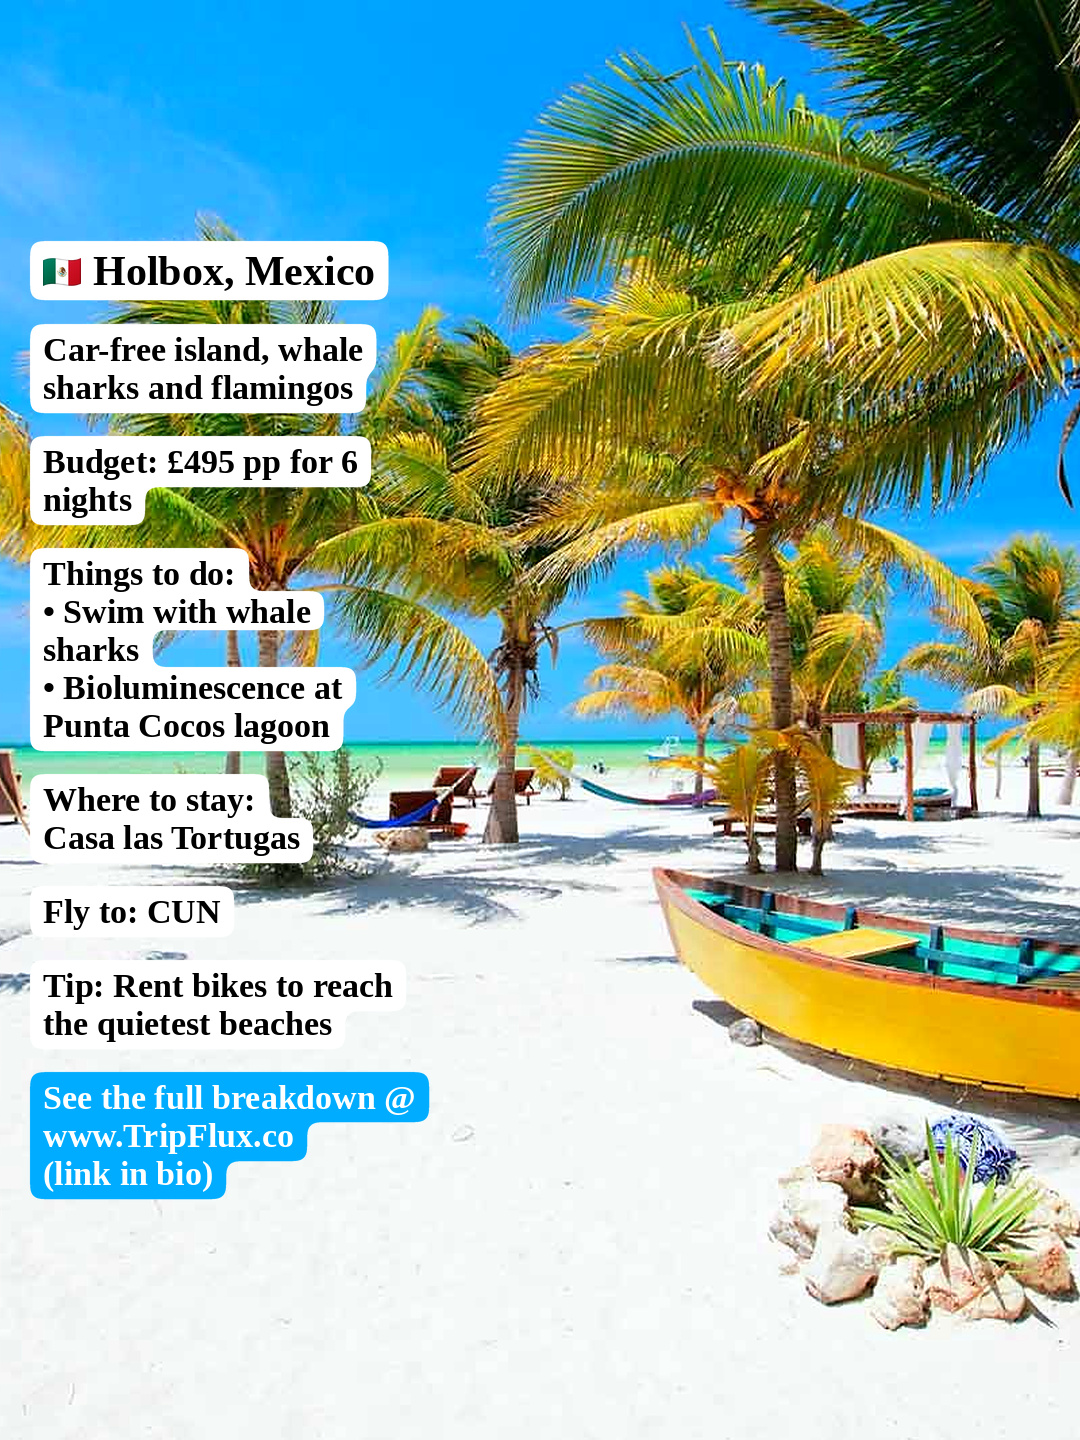 🇲🇽 Holbox, Mexico
Car-free island, whale
sharks and flamingos
Budget: £495 pp for 6
nights
Things to do:
• Swim with whale
sharks
• Bioluminescence at
Punta Cocos lagoon
Where to stay:
Casa las Tortugas
Fly to: CUN
Tip: Rent bikes to reach
the quietest beaches
See the full breakdown @
www.TripFlux.co
(link in bio)